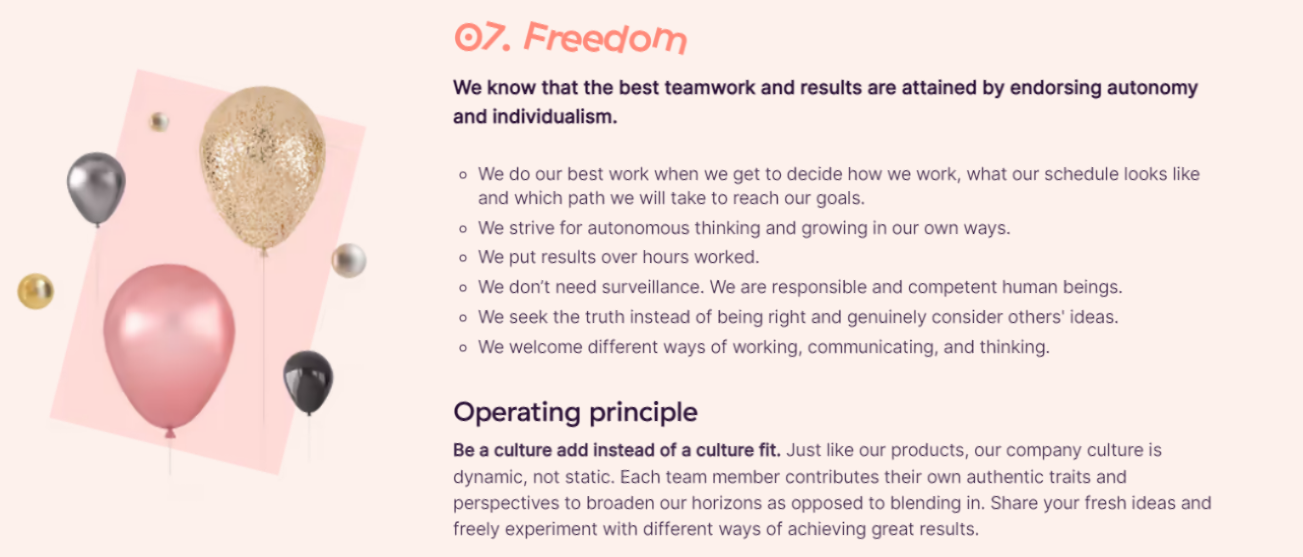 07. Freedom
We know that the best teamwork and results are attained by endorsing autonomy
and individualism.
We do our best work when we get to decide how we work, what our schedule looks like
and which path we will take to reach our goals.
We strive for autonomous thinking and growing in our own ways.
We put results over hours worked.
We don't need surveillance. We are responsible and competent human beings.
We seek the truth instead of being right and genuinely consider others' ideas.
We welcome different ways of working, communicating, and thinking.
Operating principle
Be a culture add instead of a culture fit. Just like our products, our company culture is
dynamic, not static. Each team member contributes their own authentic traits and
perspectives to broaden our horizons as opposed to blending in. Share your fresh ideas and
freely experiment with different ways of achieving great results.